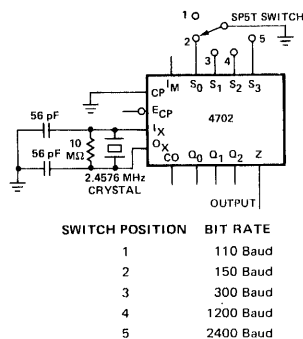 1
SP5T SWITCH
2
3
4
5
IM S0 S1 S2 S3
CP
ECP
4702
IX
OX
CO Q0 Q1 Q2 Z
56 pF
10
MΩ
56 pF
2.4576 MHz
CRYSTAL
OUTPUT
SWITCH POSITION BIT RATE
1 110 Baud
2 150 Baud
3 300 Baud
4 1200 Baud
5 2400 Baud